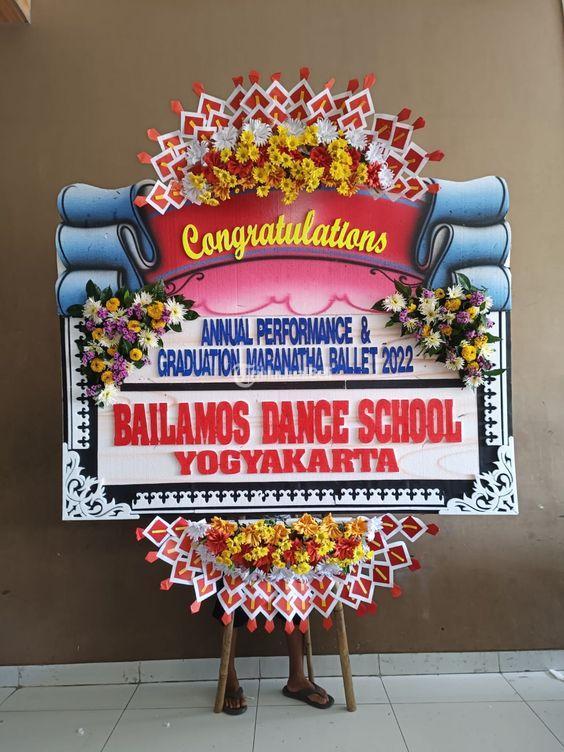 Congratulations
ANNUAL PERFORMANCE &
GRADUATION MARANATHA BALLET 2022
BAILAMOS DANCE SCHOOL
YOGYAKARTA